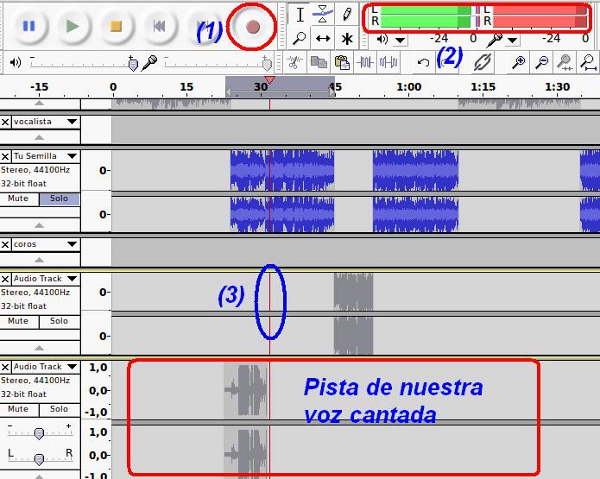 (1)
L
R
L
R
-24 0
-24 0
(2)
-15 0 15 30 45 1:00 1:15 1:30
vocalista
Tu Semilla
Stereo, 44100Hz
32-bit float
Mute Solo
0-
0-
coros
Audio Track
Stereo, 44100Hz
32-bit float
Mute Solo
0-
0-
(3)
Audio Track
Stereo, 44100Hz
32-bit float
Mute Solo
- +
L R
1,0
0,0-
-1,0
1,0
0,0-
-1,0
Pista de nuestra
voz cantada